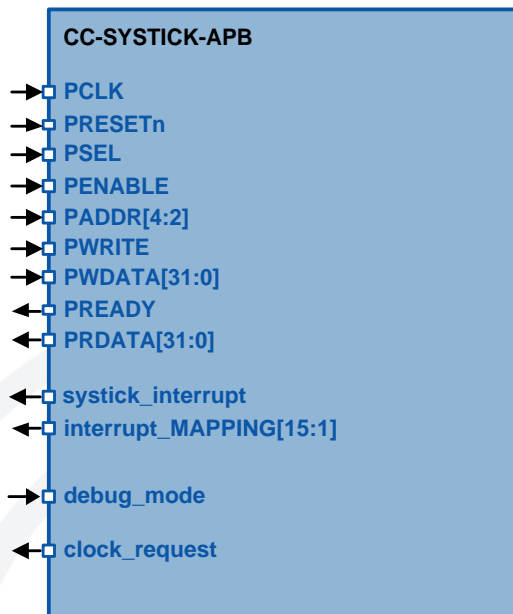 CC-SYSTICK-APB
PCLK
PRESETn
PSEL
PENABLE
PADDR[4:2]
PWRITE
PWDATA[31:0]
PREADY
PRDATA[31:0]
systick_interrupt
interrupt_MAPPING[15:1]
debug_mode
clock_request